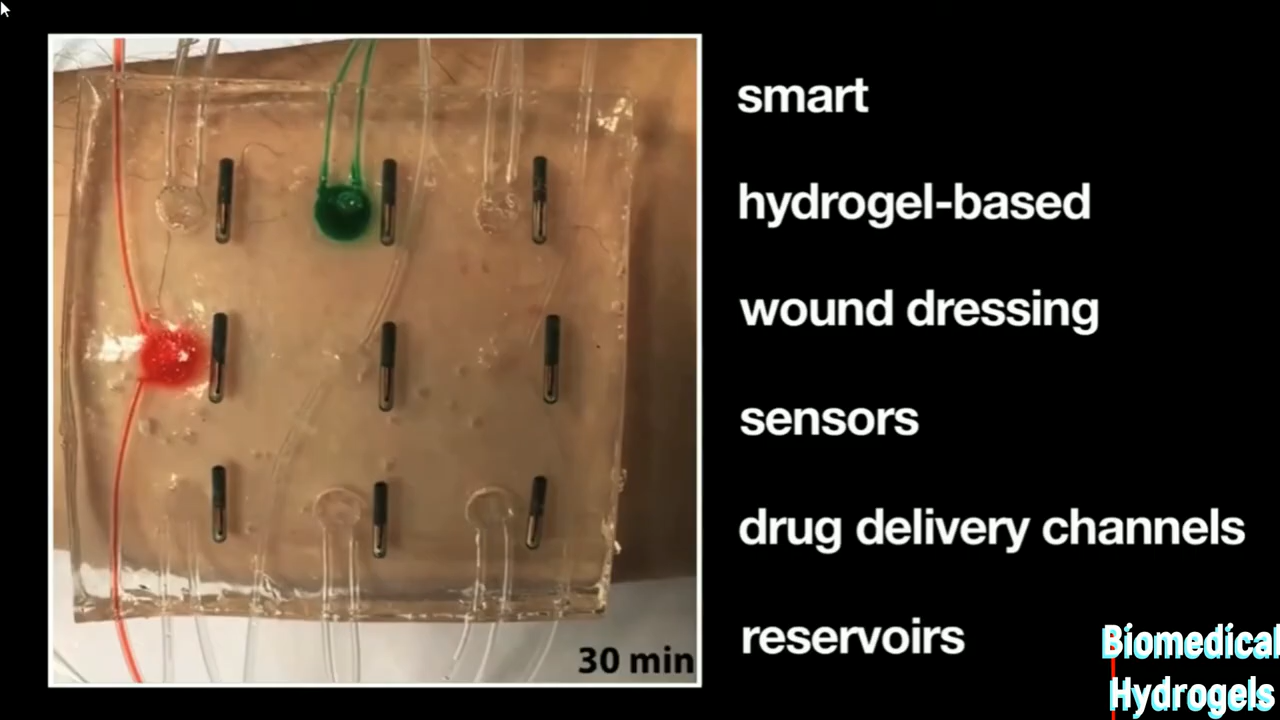 smart
hydrogel-based
wound dressing
sensors
drug delivery channels
reservoirs
30 min
Biomedical
Hydrogels